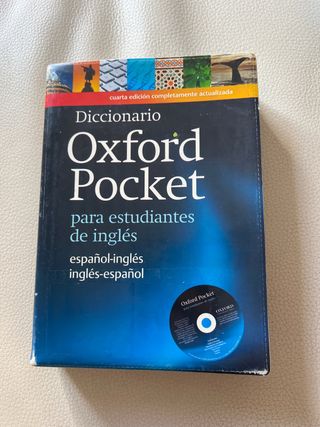 cuarta edición completamente actualizada
Diccionario
Oxford
Pocket
para estudiantes
de inglés
español-inglés
inglés-español
Oxford Pocket
OXFORD